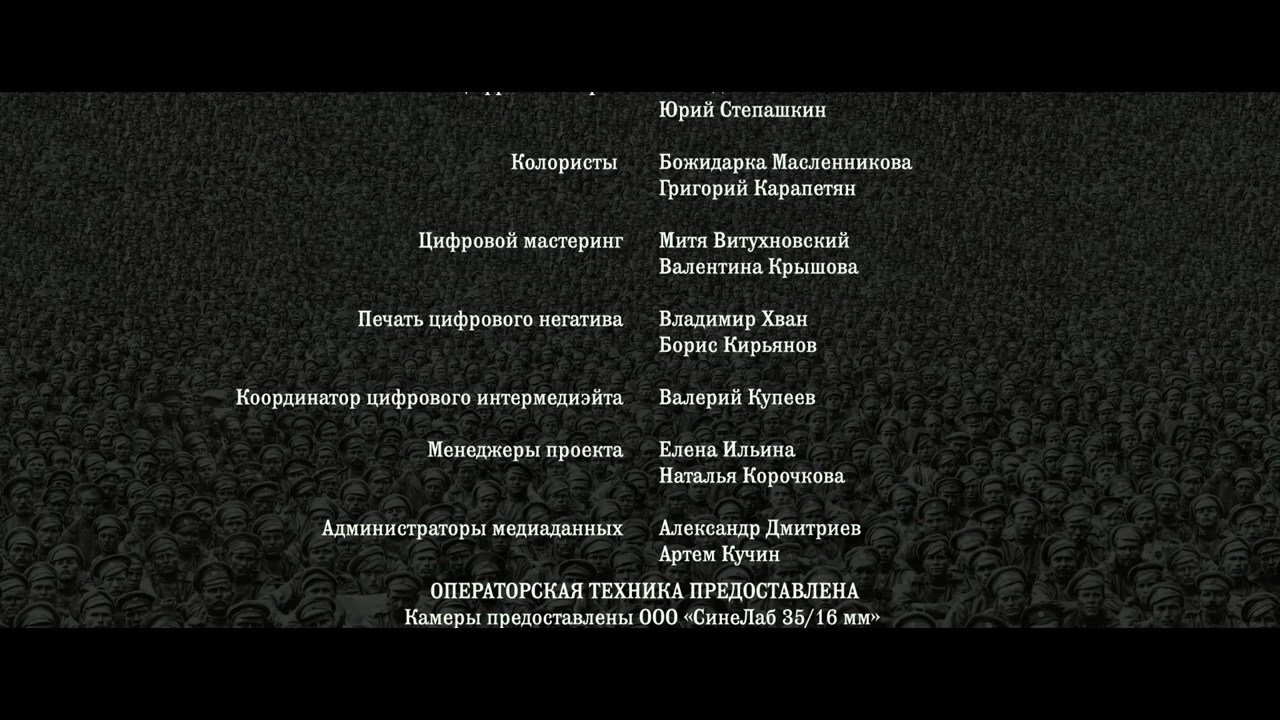 Юрий Степашкин
Колористы Божидарка Масленникова
Григорий Карапетян
Цифровой мастеринг Митя Витухновский
Валентина Крышова
Печать цифрового негатива Владимир Хван
Борис Кирьянов
Координатор цифрового интермедиэйта Валерий Купеев
Менеджеры проекта Елена Ильина
Наталья Корочкова
Администраторы медиаданных Александр Дмитриев
Артем Кучин
ОПЕРАТОРСКАЯ ТЕХНИКА ПРЕДОСТАВЛЕНА
Камеры предоставлены ООО «СинеЛаб 35/16 мм»